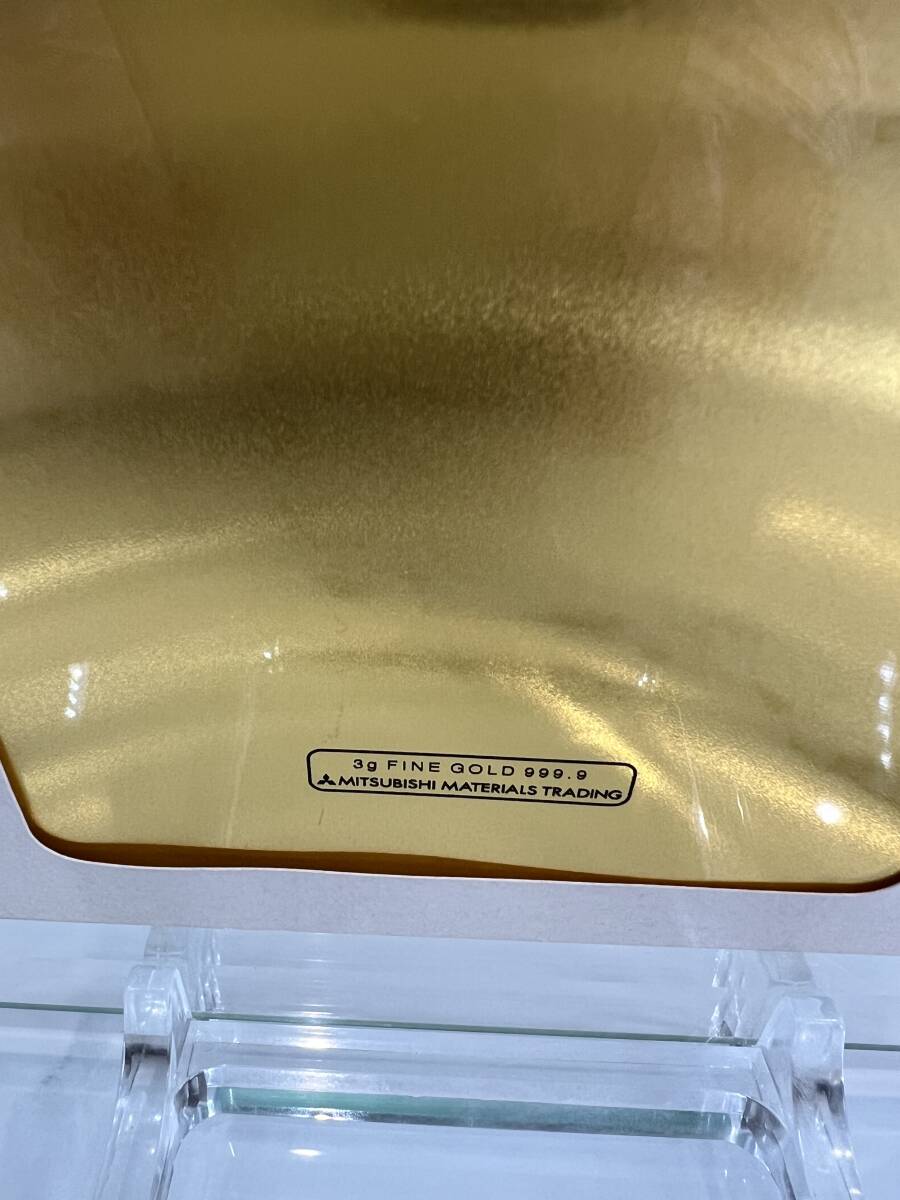 3g FINE GOLD 999.9
MITSUBISHI MATERIALS TRADING